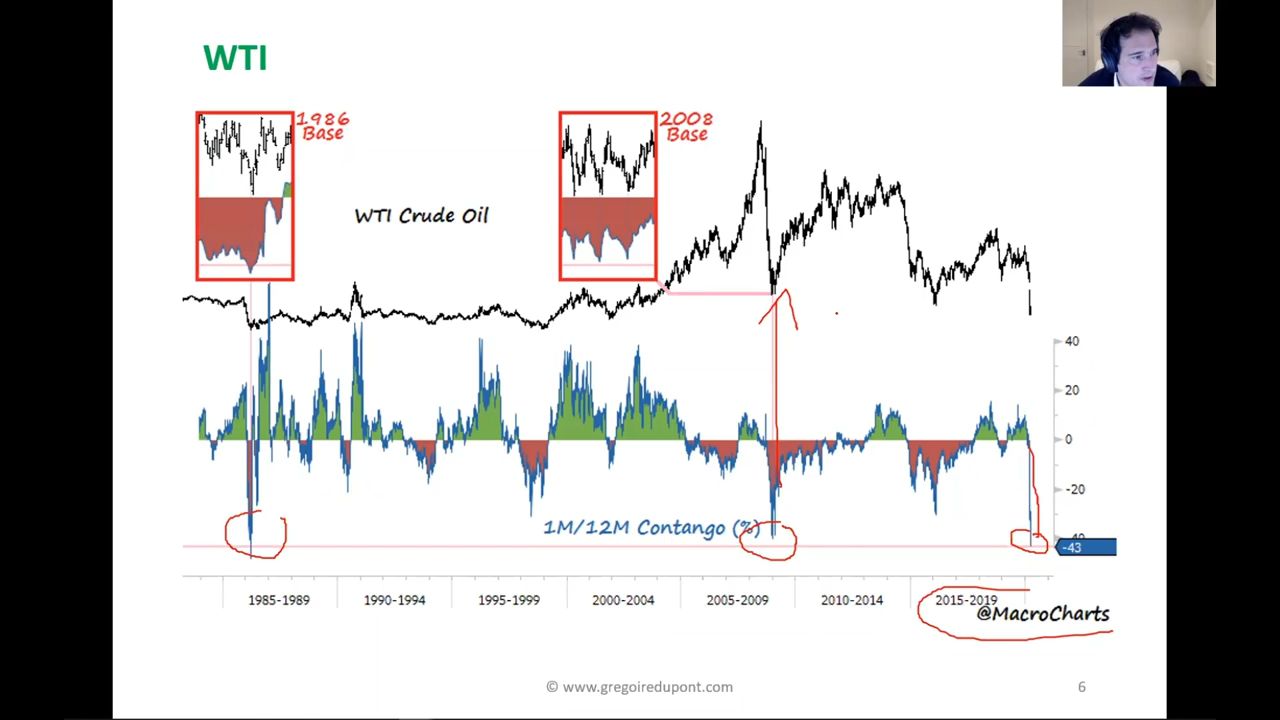 WTI
1986
Base
2008
Base
WTI Crude Oil
40
20
0
-20
1M/12M Contango (%)
-43
1985-1989
1990-1994
1995-1999
2000-2004
2005-2009
2010-2014
2015-2019
@MacroCharts
© www.gregoiredupont.com
6